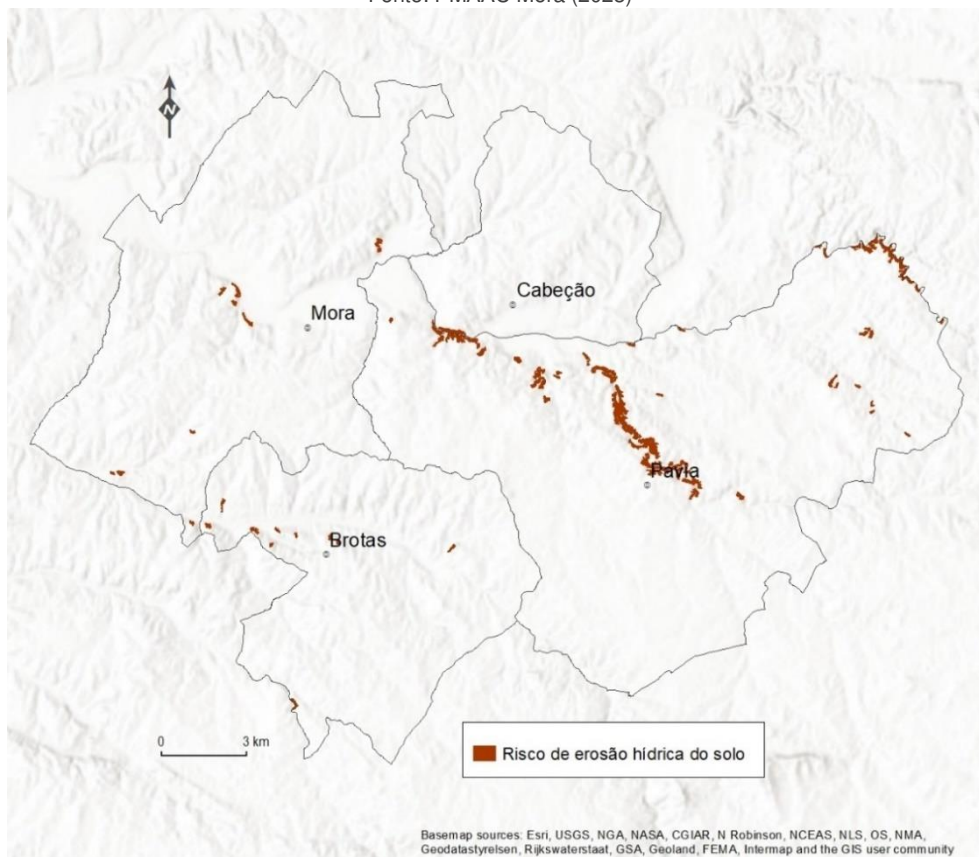 N
Cabeção
Mora
Pavia
Brotas
0 3 km
Risco de erosão hídrica do solo
Basemap sources: Esri, USGS, NGA, NASA, CGIAR, N Robinson, NCEAS, NLS, OS, NMA,
Geodatastyrelsen, Rijkswaterstaat, GSA, Geoland, FEMA, Intermap and the GIS user community